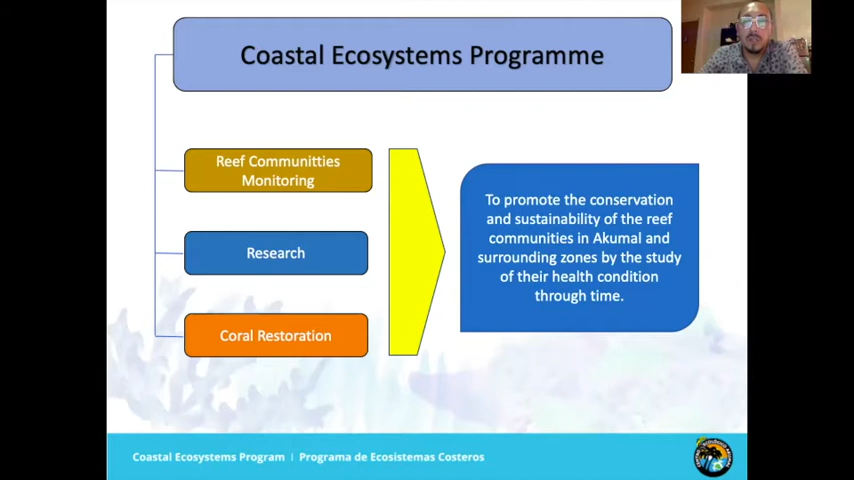 Coastal Ecosystems Programme
Reef Communitties
Monitoring
Research
Coral Restoration
To promote the conservation
and sustainability of the reef
communities in Akumal and
surrounding zones by the study
of their health condition
through time.
Coastal Ecosystems Program | Programa de Ecosistemas Costeros